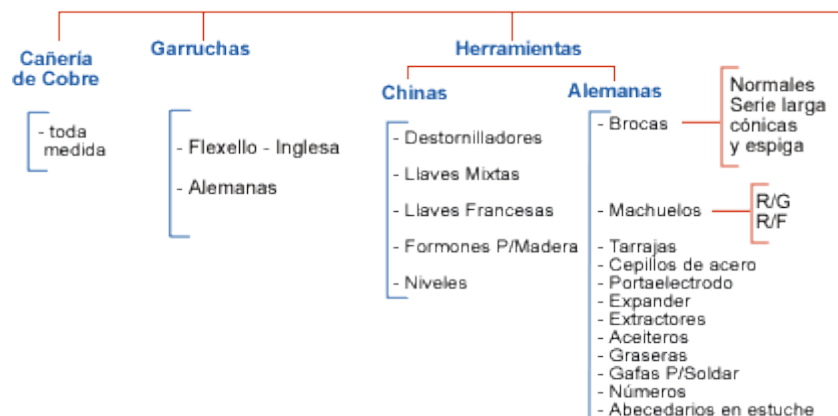 Cañería
de Cobre
- toda
medida
Garruchas
- Flexello - Inglesa
- Alemanas
Herramientas
Chinas
- Destornilladores
- Llaves Mixtas
- Llaves Francesas
- Formones P/Madera
- Niveles
Alemanas
- Brocas
Normales
Serie larga
cónicas
y espiga
- Machuelos
R/G
R/F
- Tarrajas
- Cepillos de acero
- Portaelectrodo
- Expander
- Extractores
- Aceiteros
- Graseras
- Gafas P/Soldar
- Números
- Abecedarios en estuche